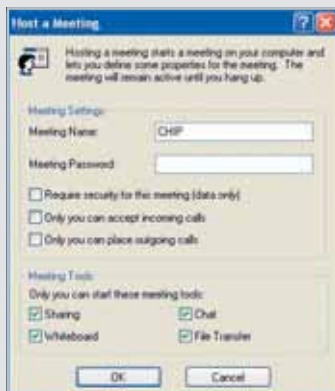 Host a Meeting
Hosting a meeting starts a meeting on your computer and
lets you define some properties for the meeting. The
meeting will remain active until you hang up.
Meeting Settings
Meeting Name: CHIP
Meeting Password:
Require security for this meeting (data only)
Only you can accept incoming calls
Only you can place outgoing calls
Meeting Tools
Only you can start these meeting tools:
Sharing Chat
Whiteboard File Transfer
OK Cancel